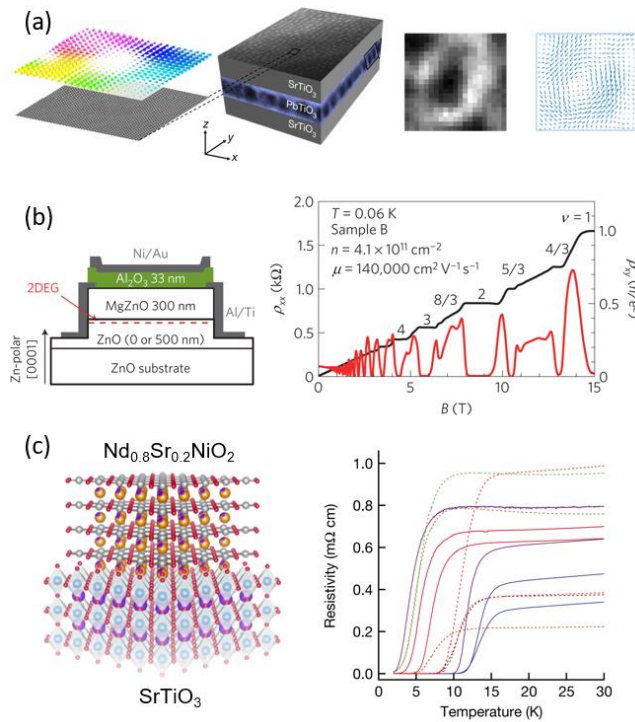 (a)
SrTiO3
PbTiO3
SrTiO3
z
y
x
(b)
Ni/Au
Al2O3 33 nm
2DEG
MgZnO 300 nm
Al/Ti
ZnO (0 or 500 nm)
ZnO substrate
Zn-polar
[0001]
2.0
1.5
1.0
0.5
0
ρxx (kΩ)
T = 0.06 K
Sample B
n = 4.1 × 10¹¹ cm⁻²
μ = 140,000 cm² V⁻¹ s⁻¹
ν = 1
4/3
5/3
2
8/3
3
4
1.0
0.5
0
ρxy (h/e²)
0 5 10 15
B (T)
(c)
Nd0.8Sr0.2NiO2
SrTiO3
1.0
0.8
0.6
0.4
0.2
0.0
Resistivity (mΩ cm)
0 5 10 15 20 25 30
Temperature (K)